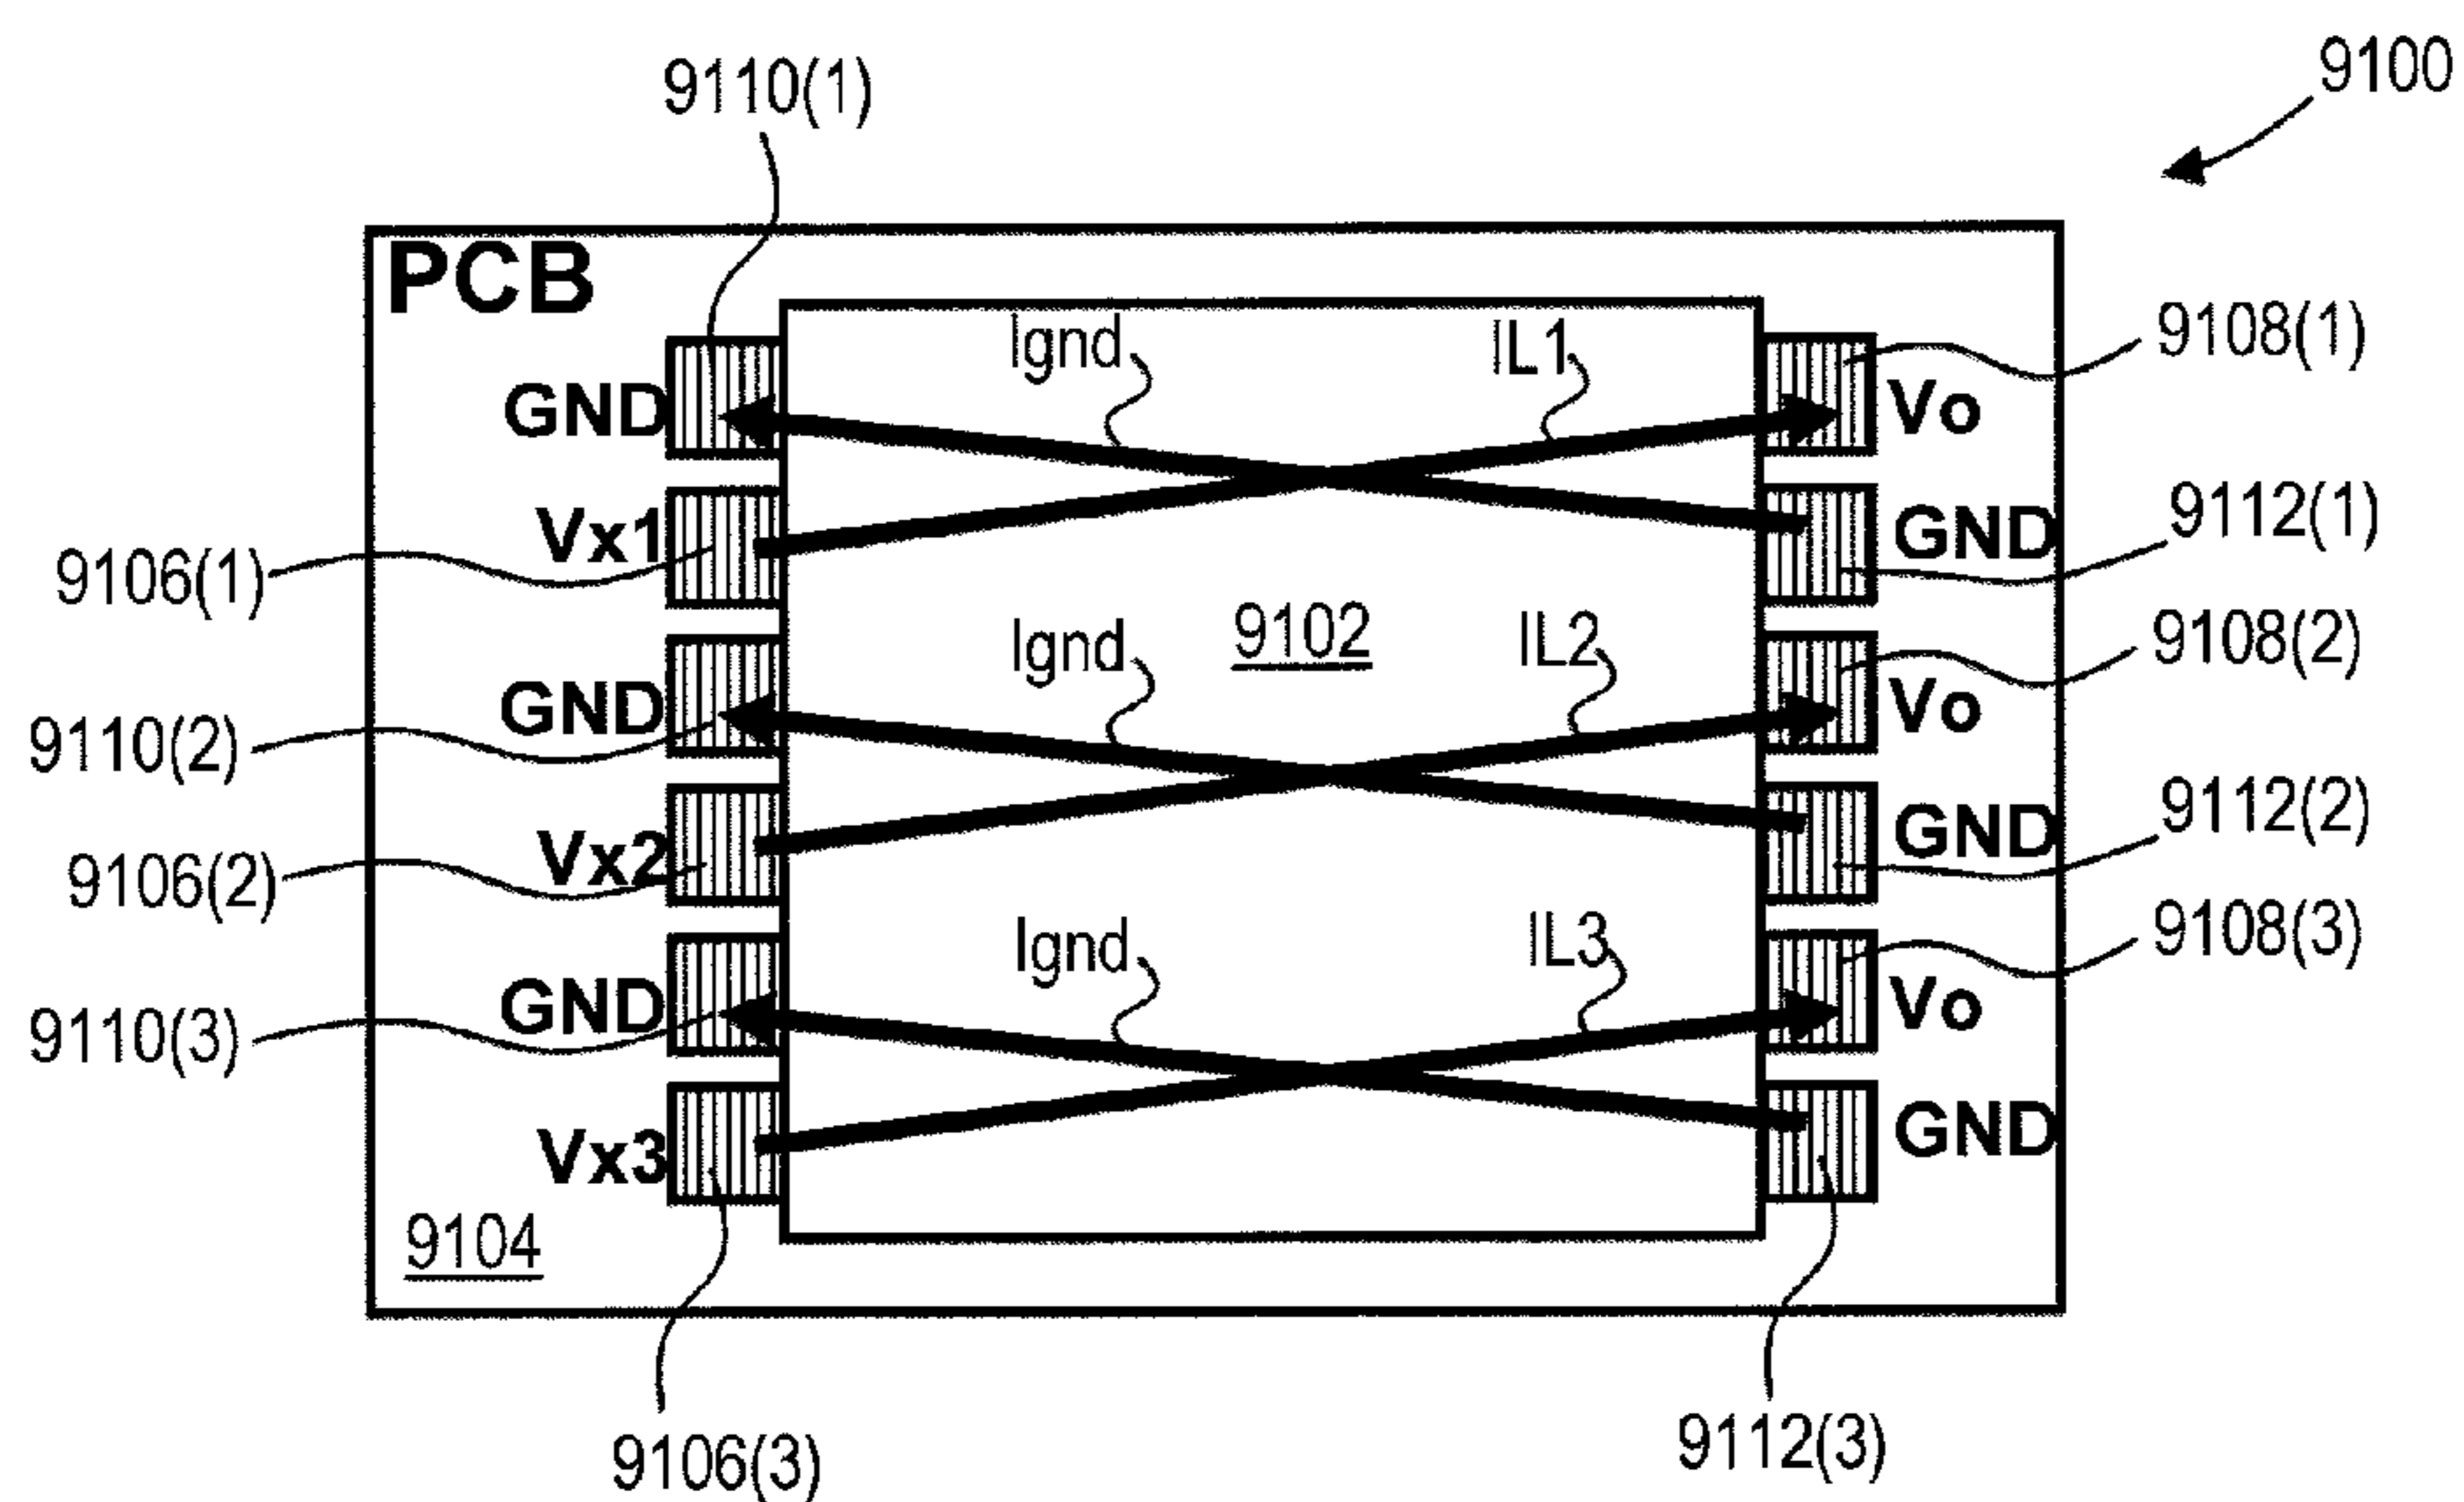 9100
9110(1)
PCB
Ignd
IL1
9108(1)
GND
Vo
9112(1)
Vx1
GND
9106(1)
9102
Ignd
IL2
9108(2)
GND
Vo
9110(2)
9112(2)
Vx2
GND
9106(2)
Ignd
IL3
9108(3)
GND
Vo
9110(3)
Vx3
GND
9104
9106(3)
9112(3)